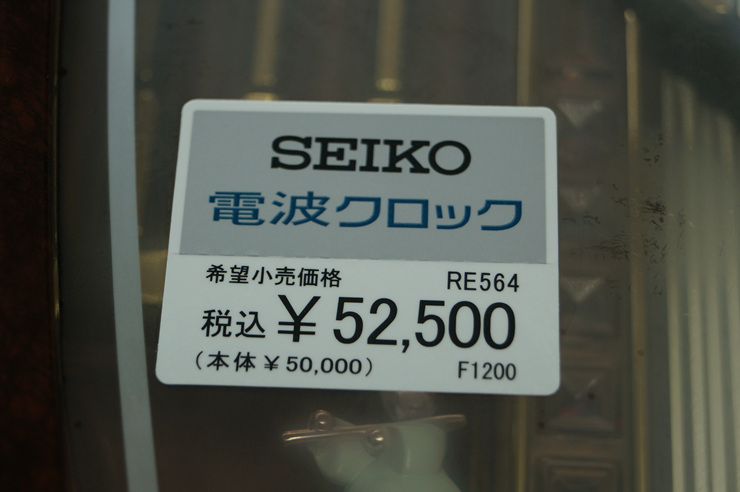 SEIKO
電波クロック
希望小売価格 RE564
税込 ¥52,500
(本体¥50,000) F1200